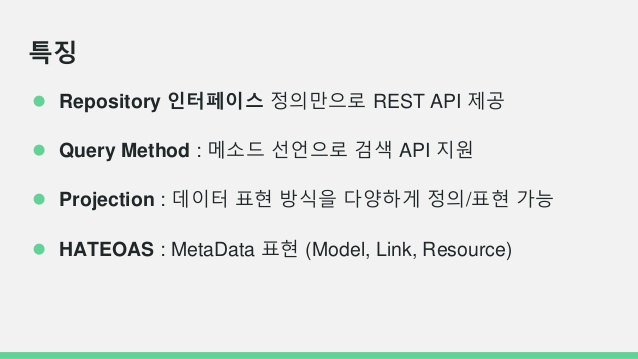 특징
● Repository 인터페이스 정의만으로 REST API 제공
● Query Method : 메소드 선언으로 검색 API 지원
● Projection : 데이터 표현 방식을 다양하게 정의/표현 가능
● HATEOAS : MetaData 표현 (Model, Link, Resource)